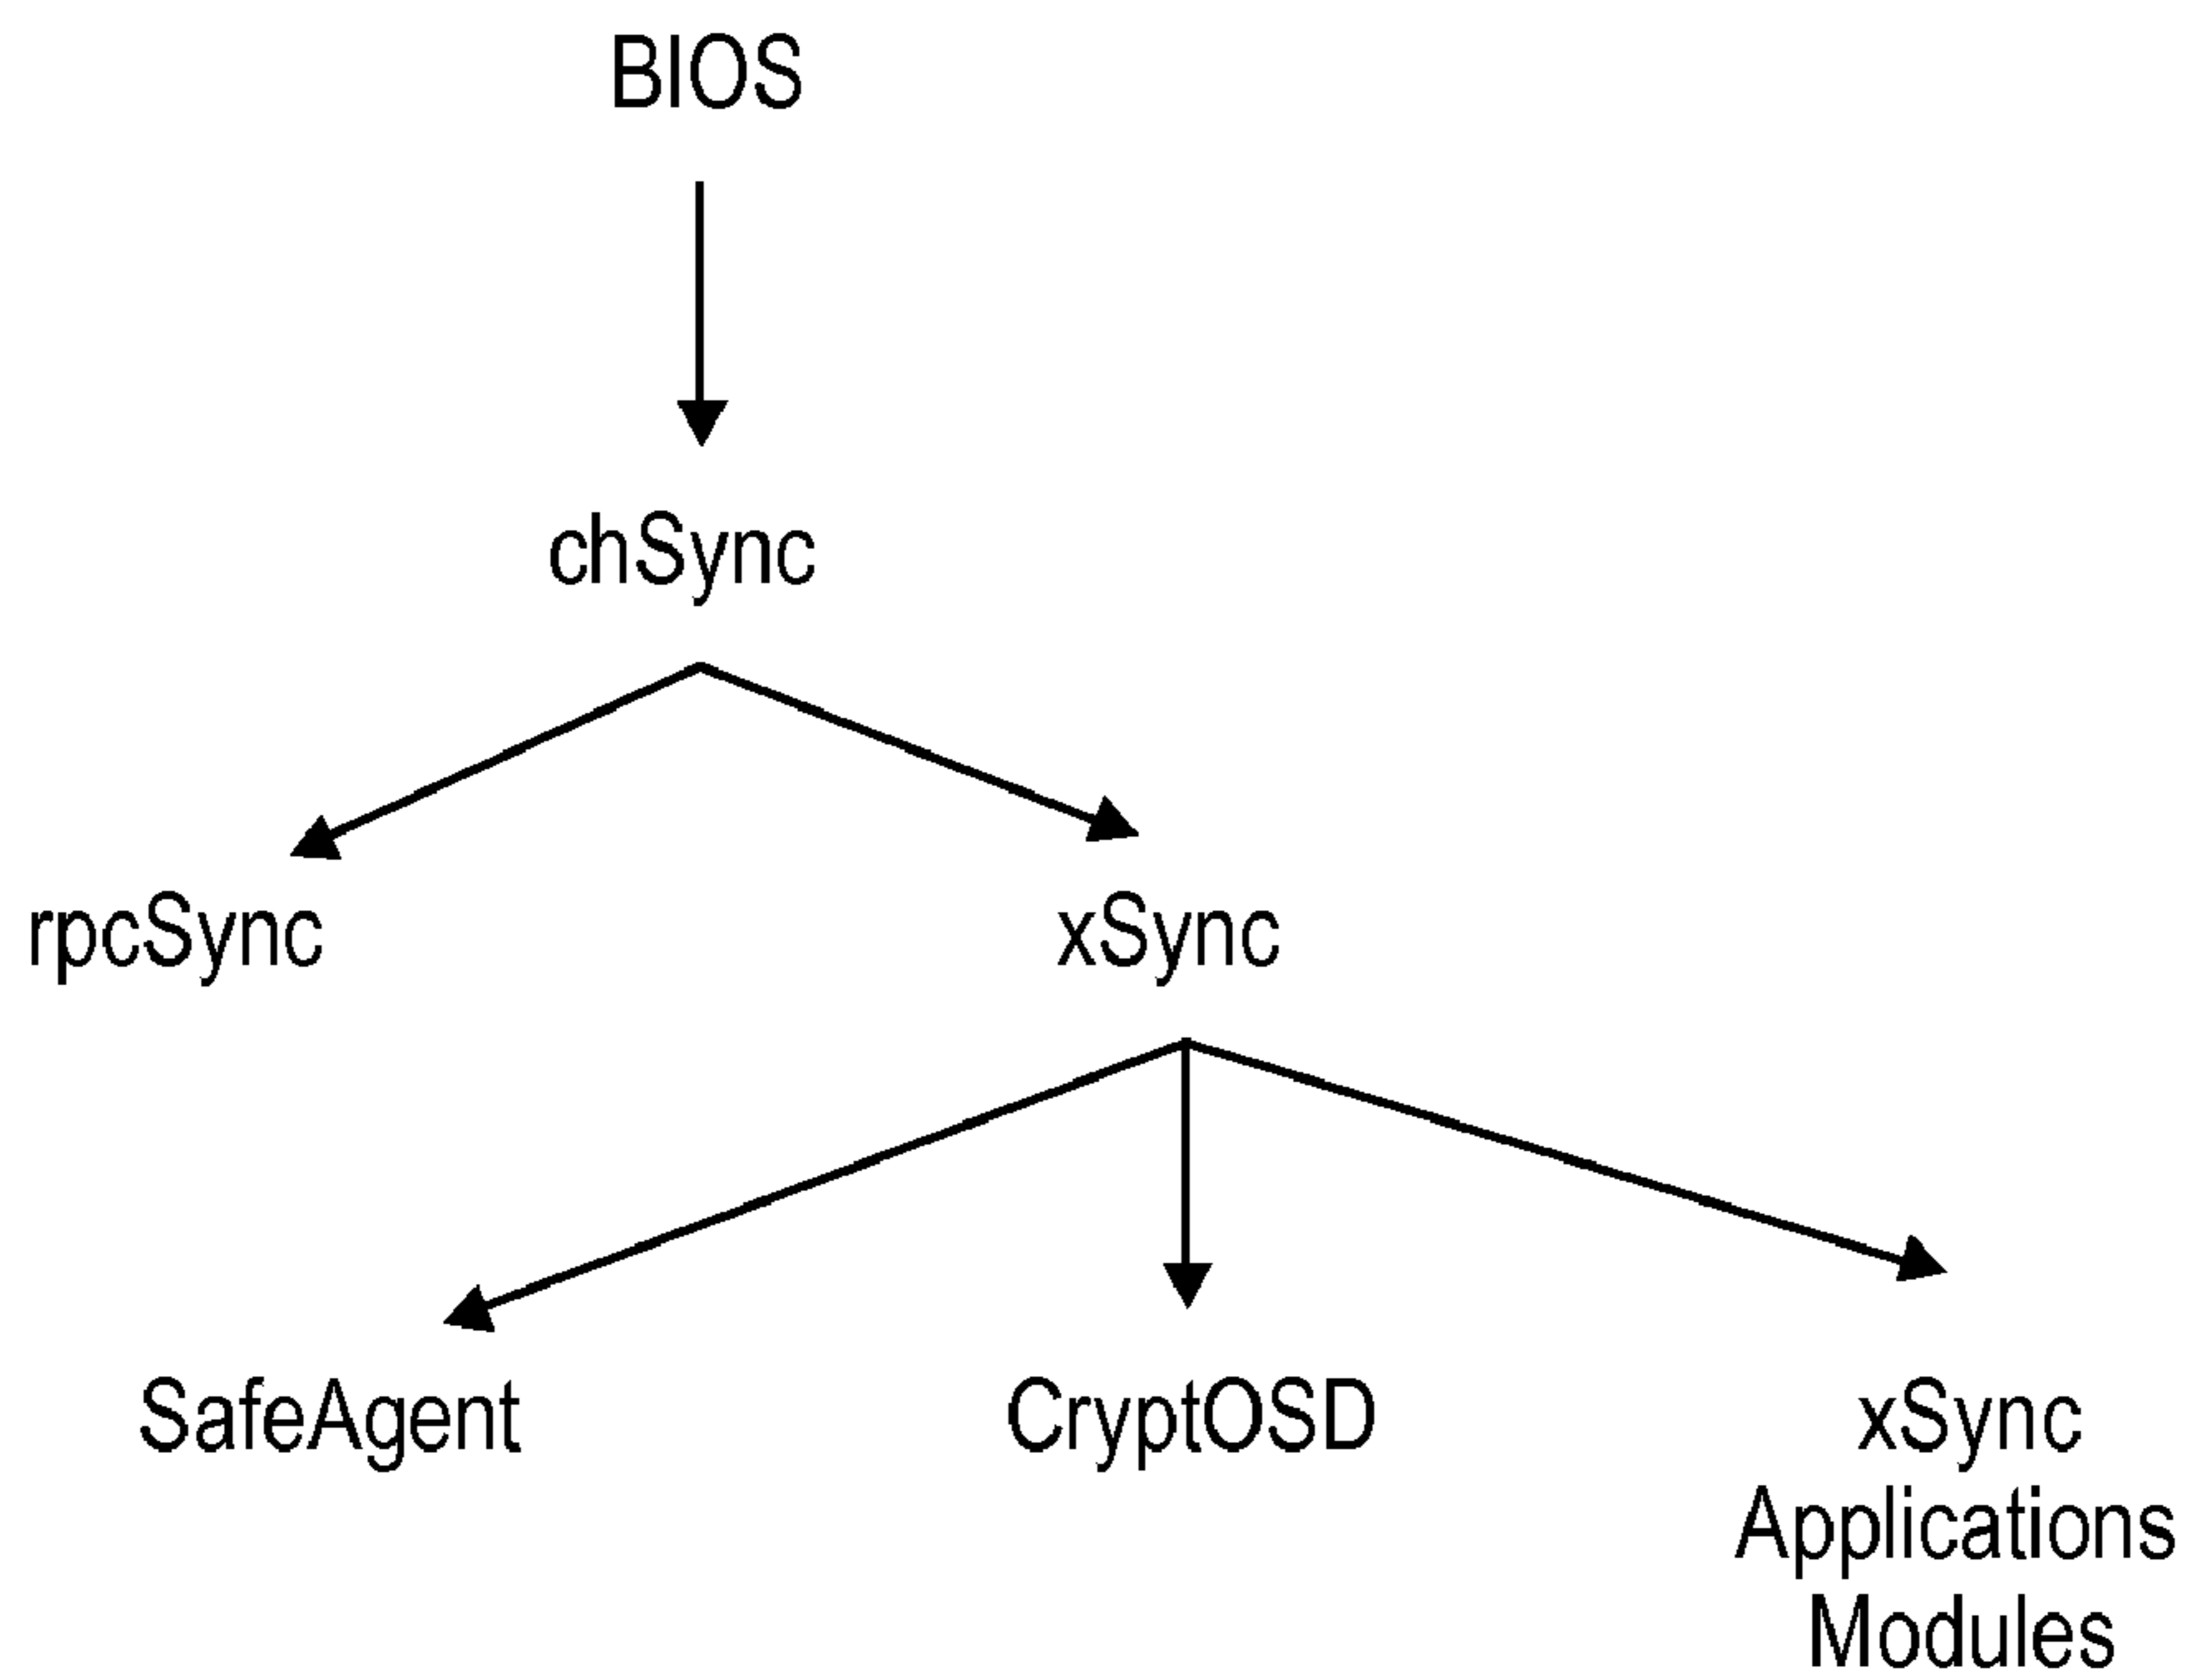 BIOS
chSync
rpcSync
xSync
SafeAgent
CryptOSD
xSync
Applications
Modules